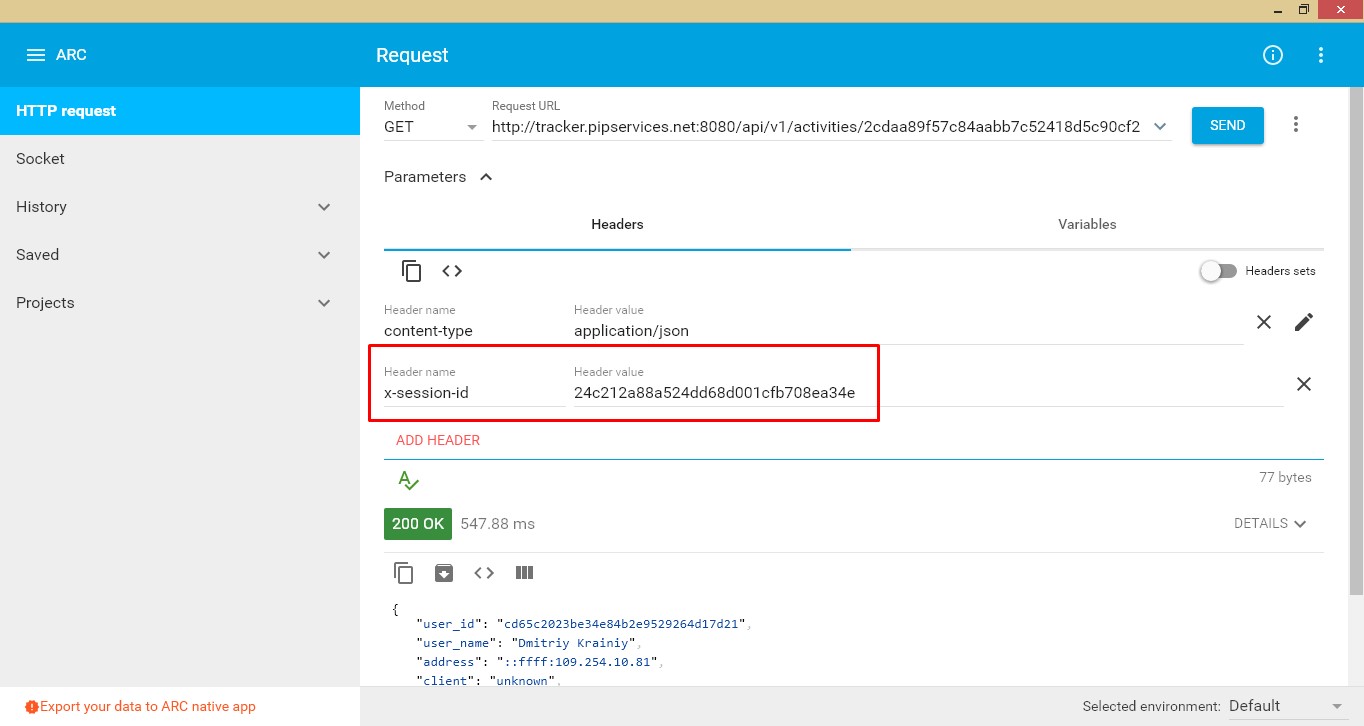 ARC
Request
HTTP request
Socket
History
Saved
Projects
Method
Request URL
GET
http://tracker.pipservices.net:8080/api/v1/activities/2cdaa89f57c84aabb7c52418d5c90cf2
SEND
Parameters
Headers
Variables
Headers sets
Header name
Header value
content-type
application/json
Header name
Header value
x-session-id
24c212a88a524dd68d001cfb708ea34e
ADD HEADER
77 bytes
200 OK
547.88 ms
DETAILS
{
"user_id": "cd65c2023be34e84b2e9529264d17d21",
"user_name": "Dmitriy Krainiy",
"address": "::ffff:109.254.10.81",
"client": "unknown",
Export your data to ARC native app
Selected environment:
Default